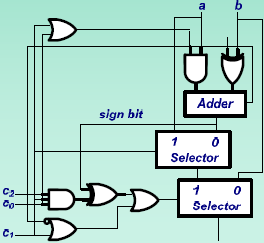 a b
Adder
sign bit
1 0
Selector
c2
c0
1 0
Selector
c1